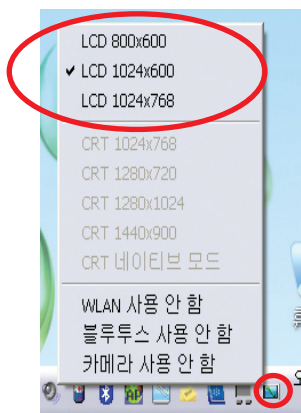 LCD 800x600
LCD 1024x600
LCD 1024x768
CRT 1024x768
CRT 1280x720
CRT 1280x1024
CRT 1440x900
CRT 네이티브 모드
WLAN 사용 안 함
블루투스 사용 안 함
카메라 사용 안 함
AP